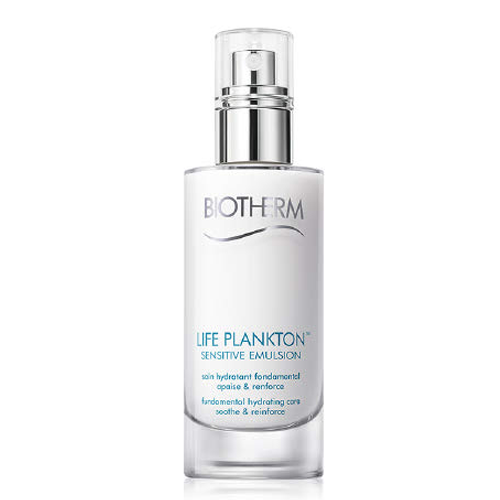 BIOTHERM
LIFE PLANKTON™
SENSITIVE EMULSION
soin hydratant fondamental
apaise & renforce
fundamental hydrating care
soothe & reinforce